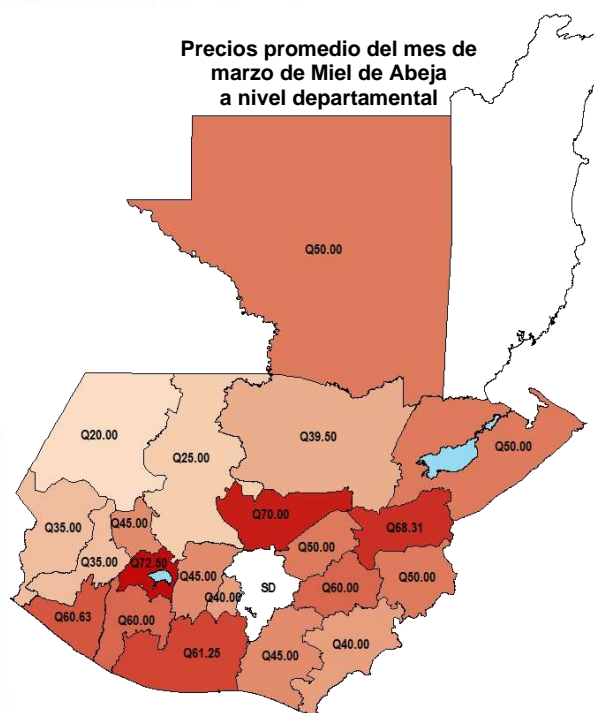 Precios promedio del mes de
marzo de Miel de Abeja
a nivel departamental
Q50.00
Q20.00
Q25.00
Q39.50
Q50.00
Q35.00
Q45.00
Q70.00
Q68.31
Q50.00
Q35.00
Q72.50
Q45.00
Q50.00
SD
Q60.00
Q40.00
Q60.63
Q60.00
Q40.00
Q61.25
Q45.00